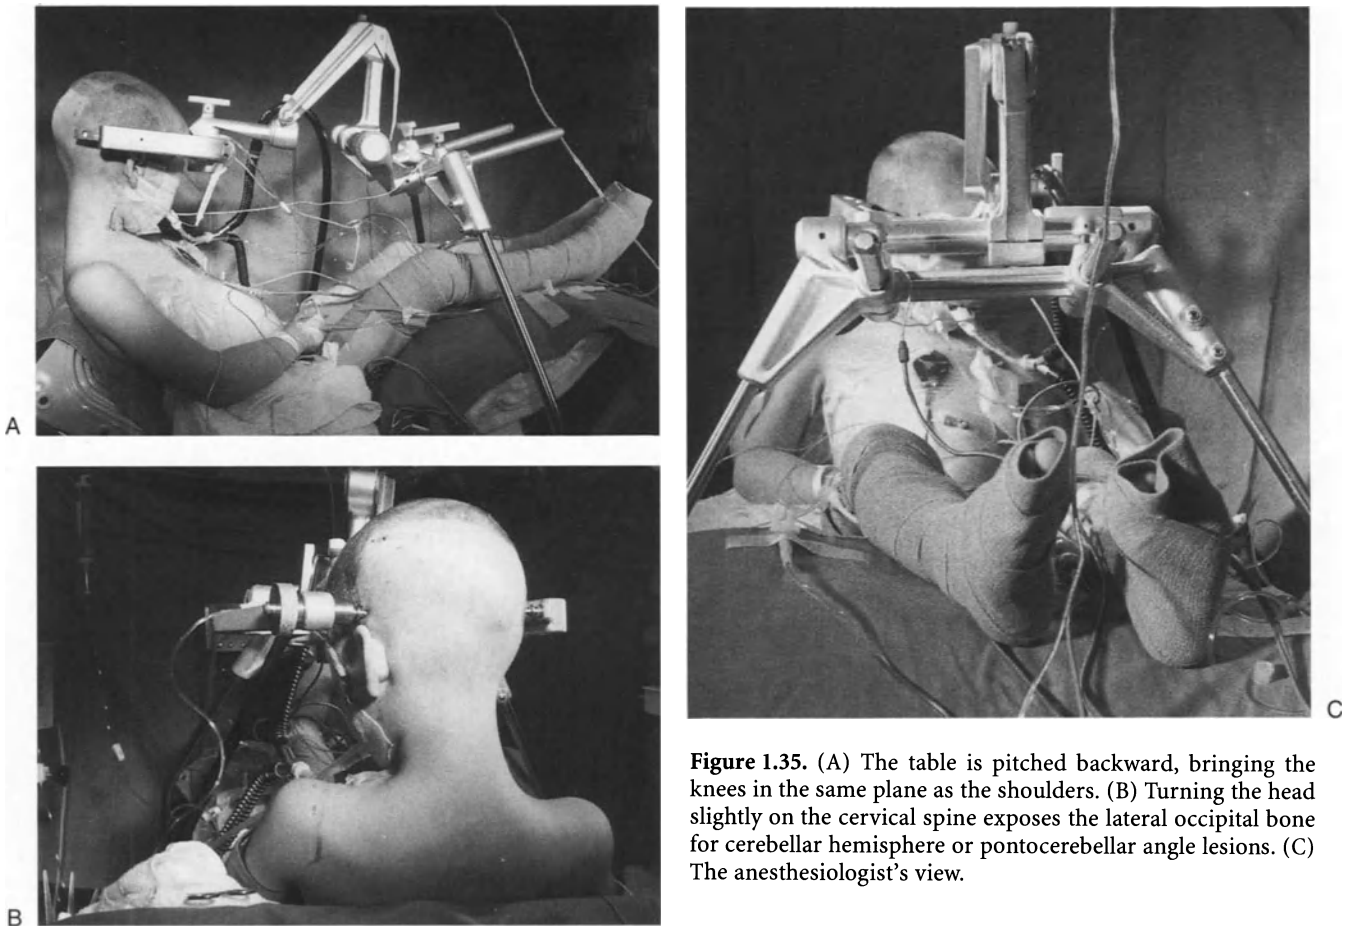 A
B
C
Figure 1.35. (A) The table is pitched backward, bringing the
knees in the same plane as the shoulders. (B) Turning the head
slightly on the cervical spine exposes the lateral occipital bone
for cerebellar hemisphere or pontocerebellar angle lesions. (C)
The anesthesiologist's view.